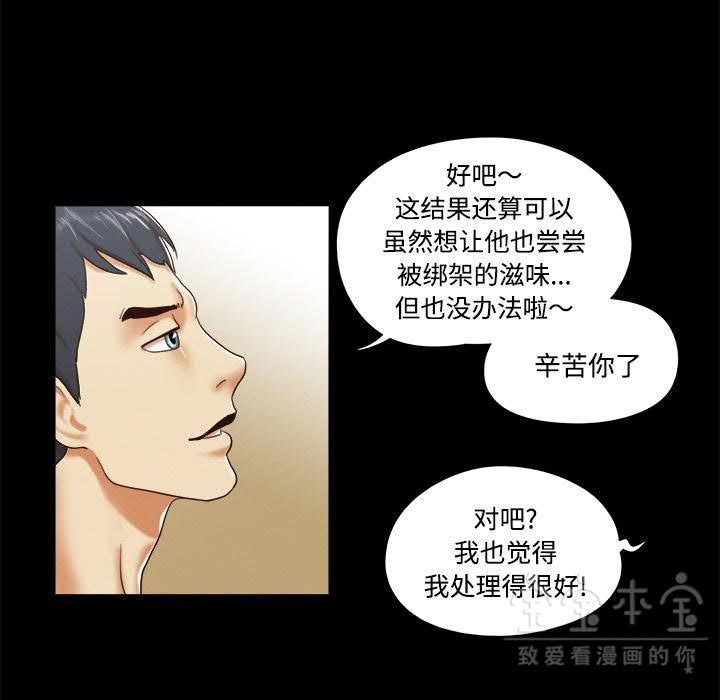 好吧～
这结果还算可以
虽然想让他也尝尝
被绑架的滋味...
但也没办法啦～
辛苦你了
对吧?
我也觉得
我处理得很好!
本宝
致爱看漫画的你